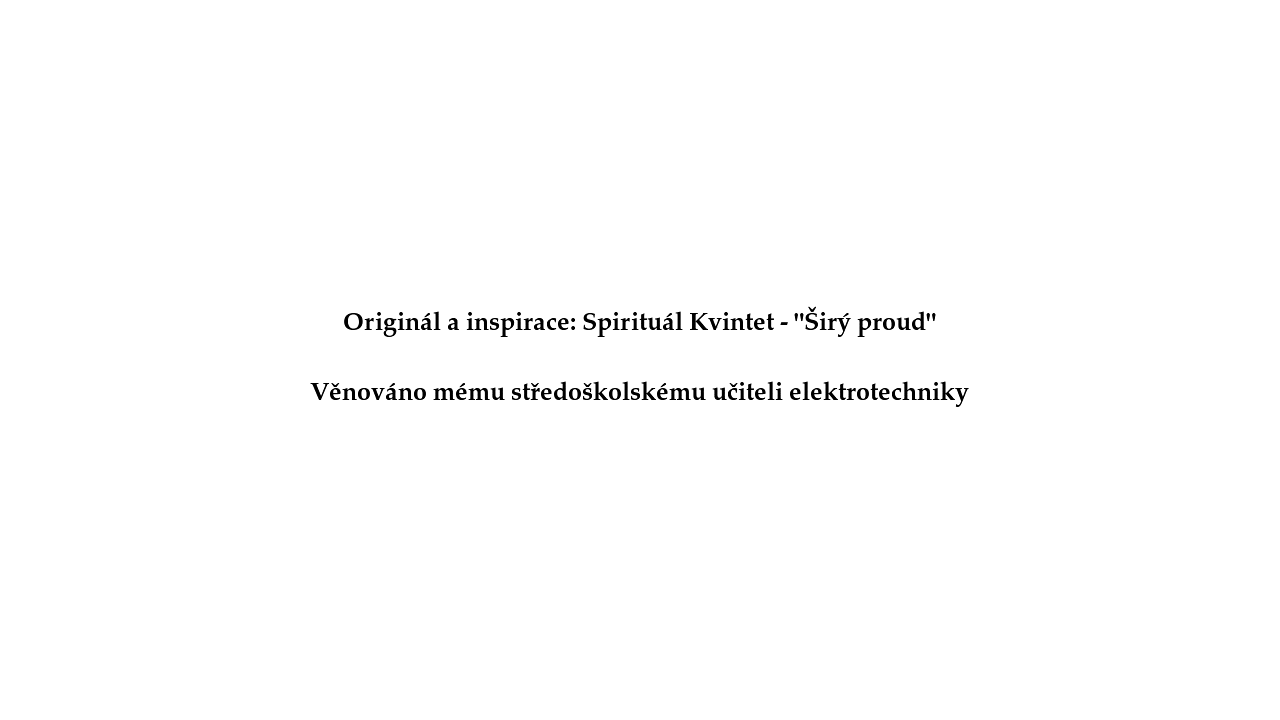 Originál a inspirace: Spirituál Kvintet - "Širý proud"
Věnováno mému středoškolskému učiteli elektrotechniky